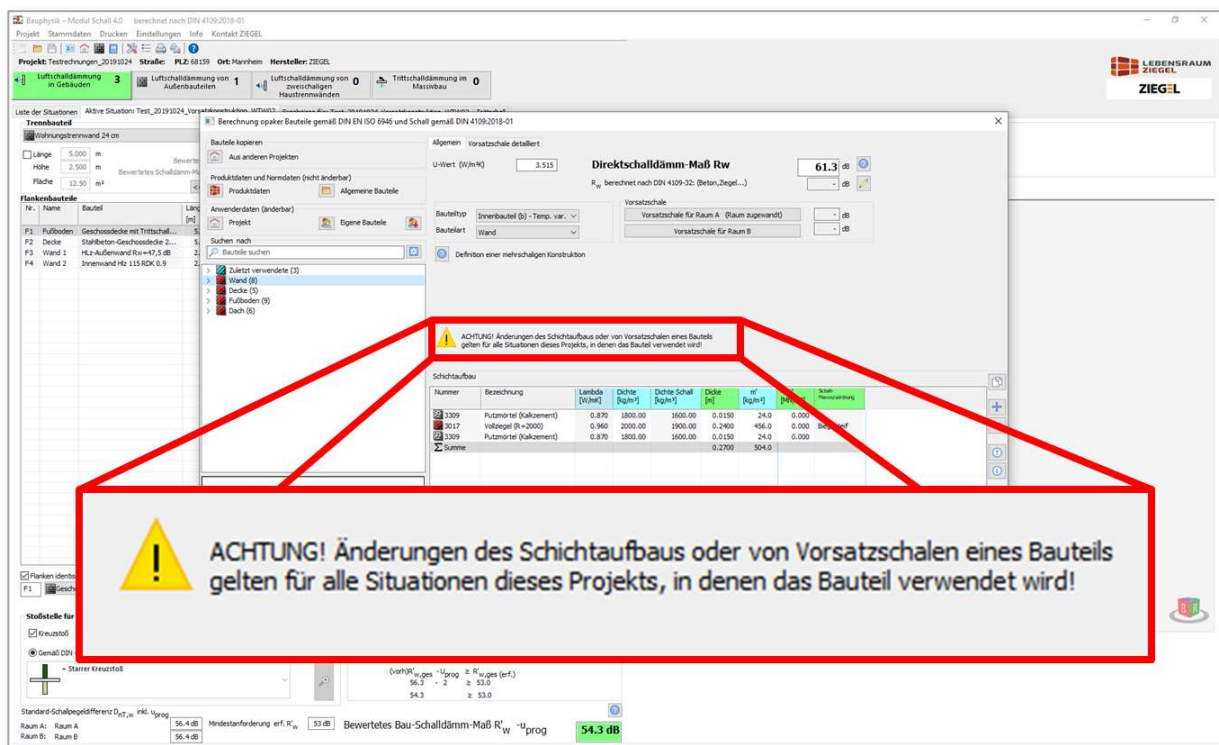 Bauphysik – Modul Schall 4.0 berechnet nach DIN 4109:2018-01
Projekt Stammdaten Drucken Einstellungen Info Kontakt ZIEGEL
Projekt: Testrechnungen_20191024 Straße: PLZ: 68159 Ort: Mannheim Hersteller: ZIEGEL
Luftschalldämmung in Gebäuden 3
Luftschalldämmung von Außenbauteilen 1
Luftschalldämmung von zweischaligen Haustrennwänden 0
Trittschalldämmung im Massivbau 0
LEBENSRAUM
ZIEGEL
ZIEGEL
Liste der Situationen Aktive Situation: Test_20191024_Vorsatzkonstruktion_WTW02
Trennbauteil
Wohnungstrennwand 24 cm
Länge 5.000 m
Höhe 2.500 m
Fläche 12.50 m²
Flankenbauteile
Nr. Name Bauteil
F1 Fußboden Geschossdecke mit Trittschall...
F2 Decke Stahlbeton-Geschossdecke 2...
F3 Wand 1 HLz-Außenwand Rw=47,5 dB
F4 Wand 2 Innenwand Hlz 115 RDK 0.9
Berechnung opaker Bauteile gemäß DIN EN ISO 6946 und Schall gemäß DIN 4109:2018-01
Bauteile kopieren
Aus anderen Projekten
Produktdaten und Normdaten (nicht änderbar)
Produktdaten Allgemeine Bauteile
Anwenderdaten (änderbar)
Projekt Eigene Bauteile
Suchen nach
Bauteile suchen
Zuletzt verwendete (3)
Wand (8)
Decke (5)
Fußboden (9)
Dach (6)
Allgemein Vorsatzschale detailliert
U-Wert (W/m²K) 3.515 Direktschalldämm-Maß Rw 61.3 dB
Rw berechnet nach DIN 4109-32: (Beton,Ziegel...) - dB
Vorsatzschale
Bauteiltyp Innenbauteil (b) - Temp. var. Vorsatzschale für Raum A (Raum zugewandt) - dB
Bauteilart Wand Vorsatzschale für Raum B - dB
Definition einer mehrschaligen Konstruktion
ACHTUNG! Änderungen des Schichtaufbaus oder von Vorsatzschalen eines Bauteils
gelten für alle Situationen dieses Projekts, in denen das Bauteil verwendet wird!
Schichtaufbau
Nummer Bezeichnung Lambda [W/mK] Dichte [kg/m³] Dichte Schall [kg/m³] Dicke [m] m' [kg/m²]
3309 Putzmörtel (Kalkzement) 0.870 1800.00 1600.00 0.0150 24.0 0.000
3017 Vollziegel (R=2000) 0.960 2000.00 1900.00 0.2400 456.0 0.000
3309 Putzmörtel (Kalkzement) 0.870 1800.00 1600.00 0.0150 24.0 0.000
Summe 0.2700 504.0
ACHTUNG! Änderungen des Schichtaufbaus oder von Vorsatzschalen eines Bauteils
gelten für alle Situationen dieses Projekts, in denen das Bauteil verwendet wird!
Flanken
F1
Stoßstelle für
Kreuzstoß
Gemäß DIN
= Starrer Kreuzstoß
(vorh)R'w,ges - uprog ≥ R'w,ges (erf.)
56.3 - 2 ≥ 53.0
54.3 ≥ 53.0
Standard-Schallpegeldifferenz DnT,w inkl. uprog
Raum A: Raum A 56.4 dB Mindestanforderung erf. R'w 53 dB Bewertetes Bau-Schalldämm-Maß R'w -uprog 54.3 dB
Raum B: Raum B 56.4 dB